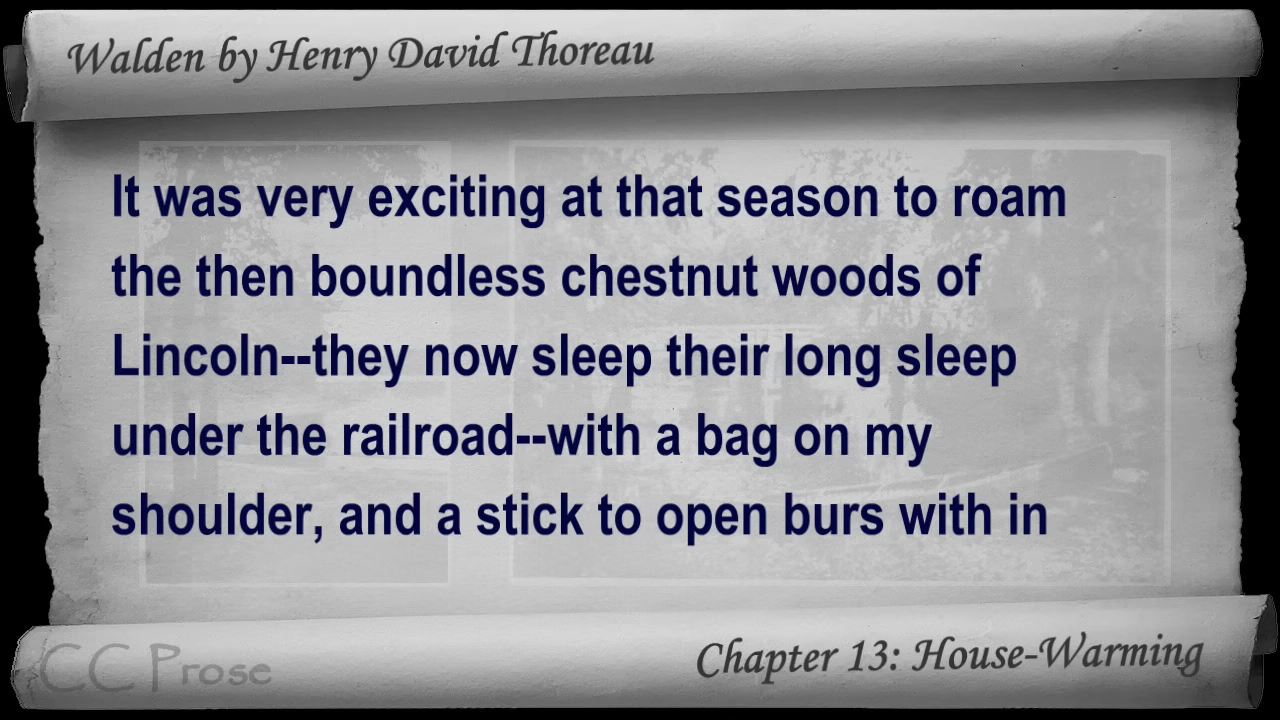 Walden by Henry David Thoreau
It was very exciting at that season to roam
the then boundless chestnut woods of
Lincoln--they now sleep their long sleep
under the railroad--with a bag on my
shoulder, and a stick to open burs with in
CC Prose
Chapter 13: House-Warming